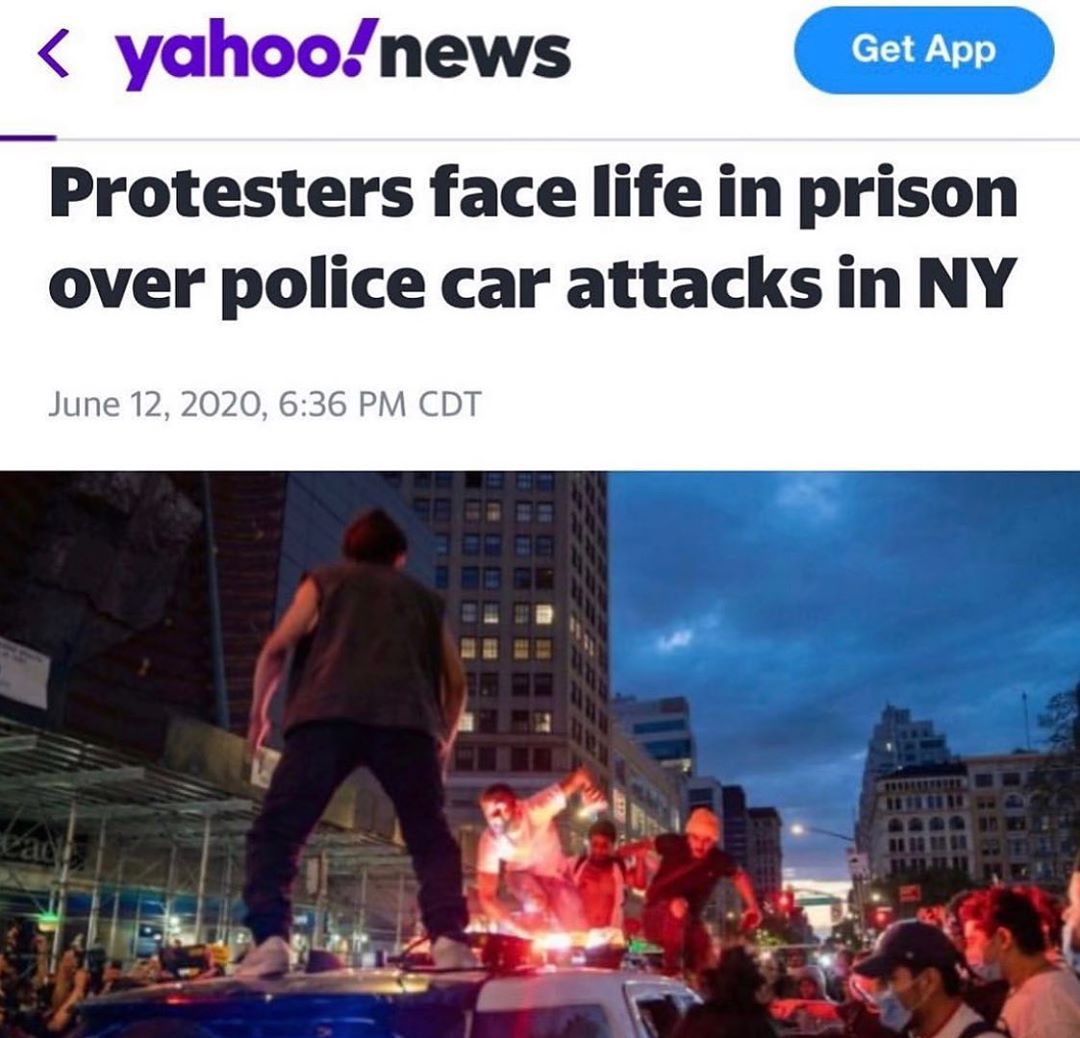 yahoo!news
Get App
Protesters face life in prison
over police car attacks in NY
June 12, 2020, 6:36 PM CDT